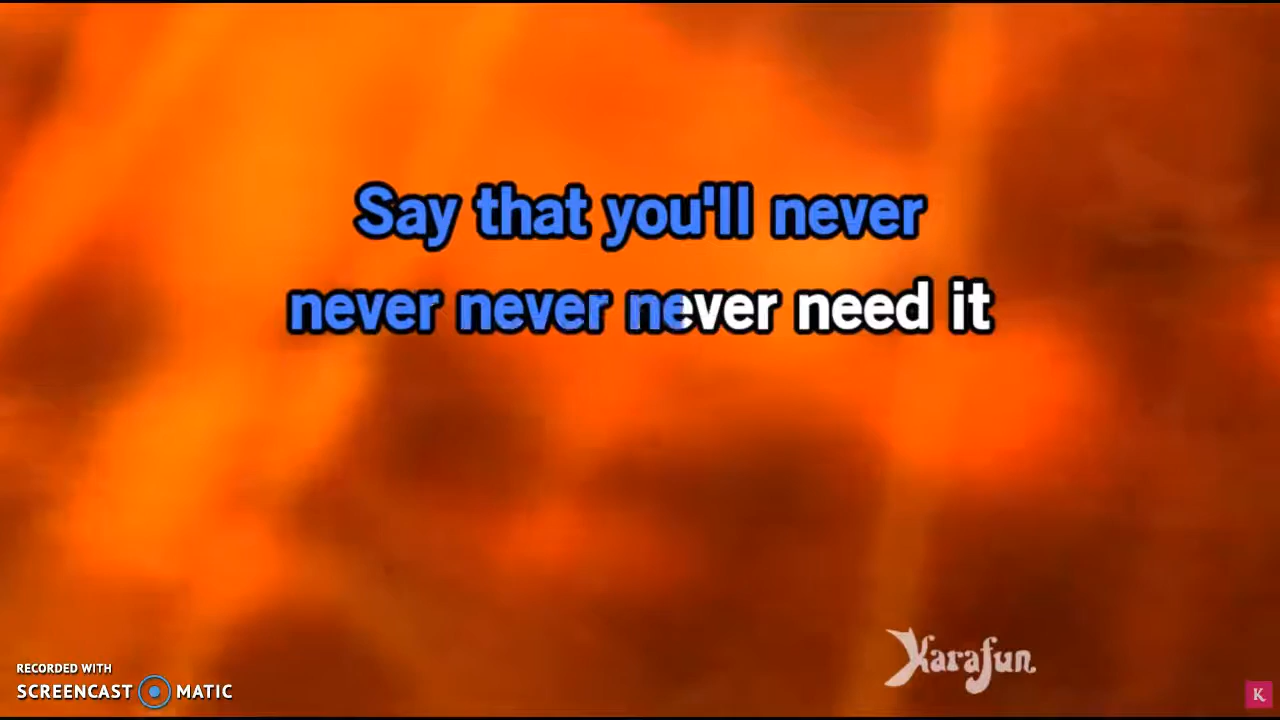 Say that you'll never
never never never need it
Karafun
RECORDED WITH
SCREENCAST MATIC
K